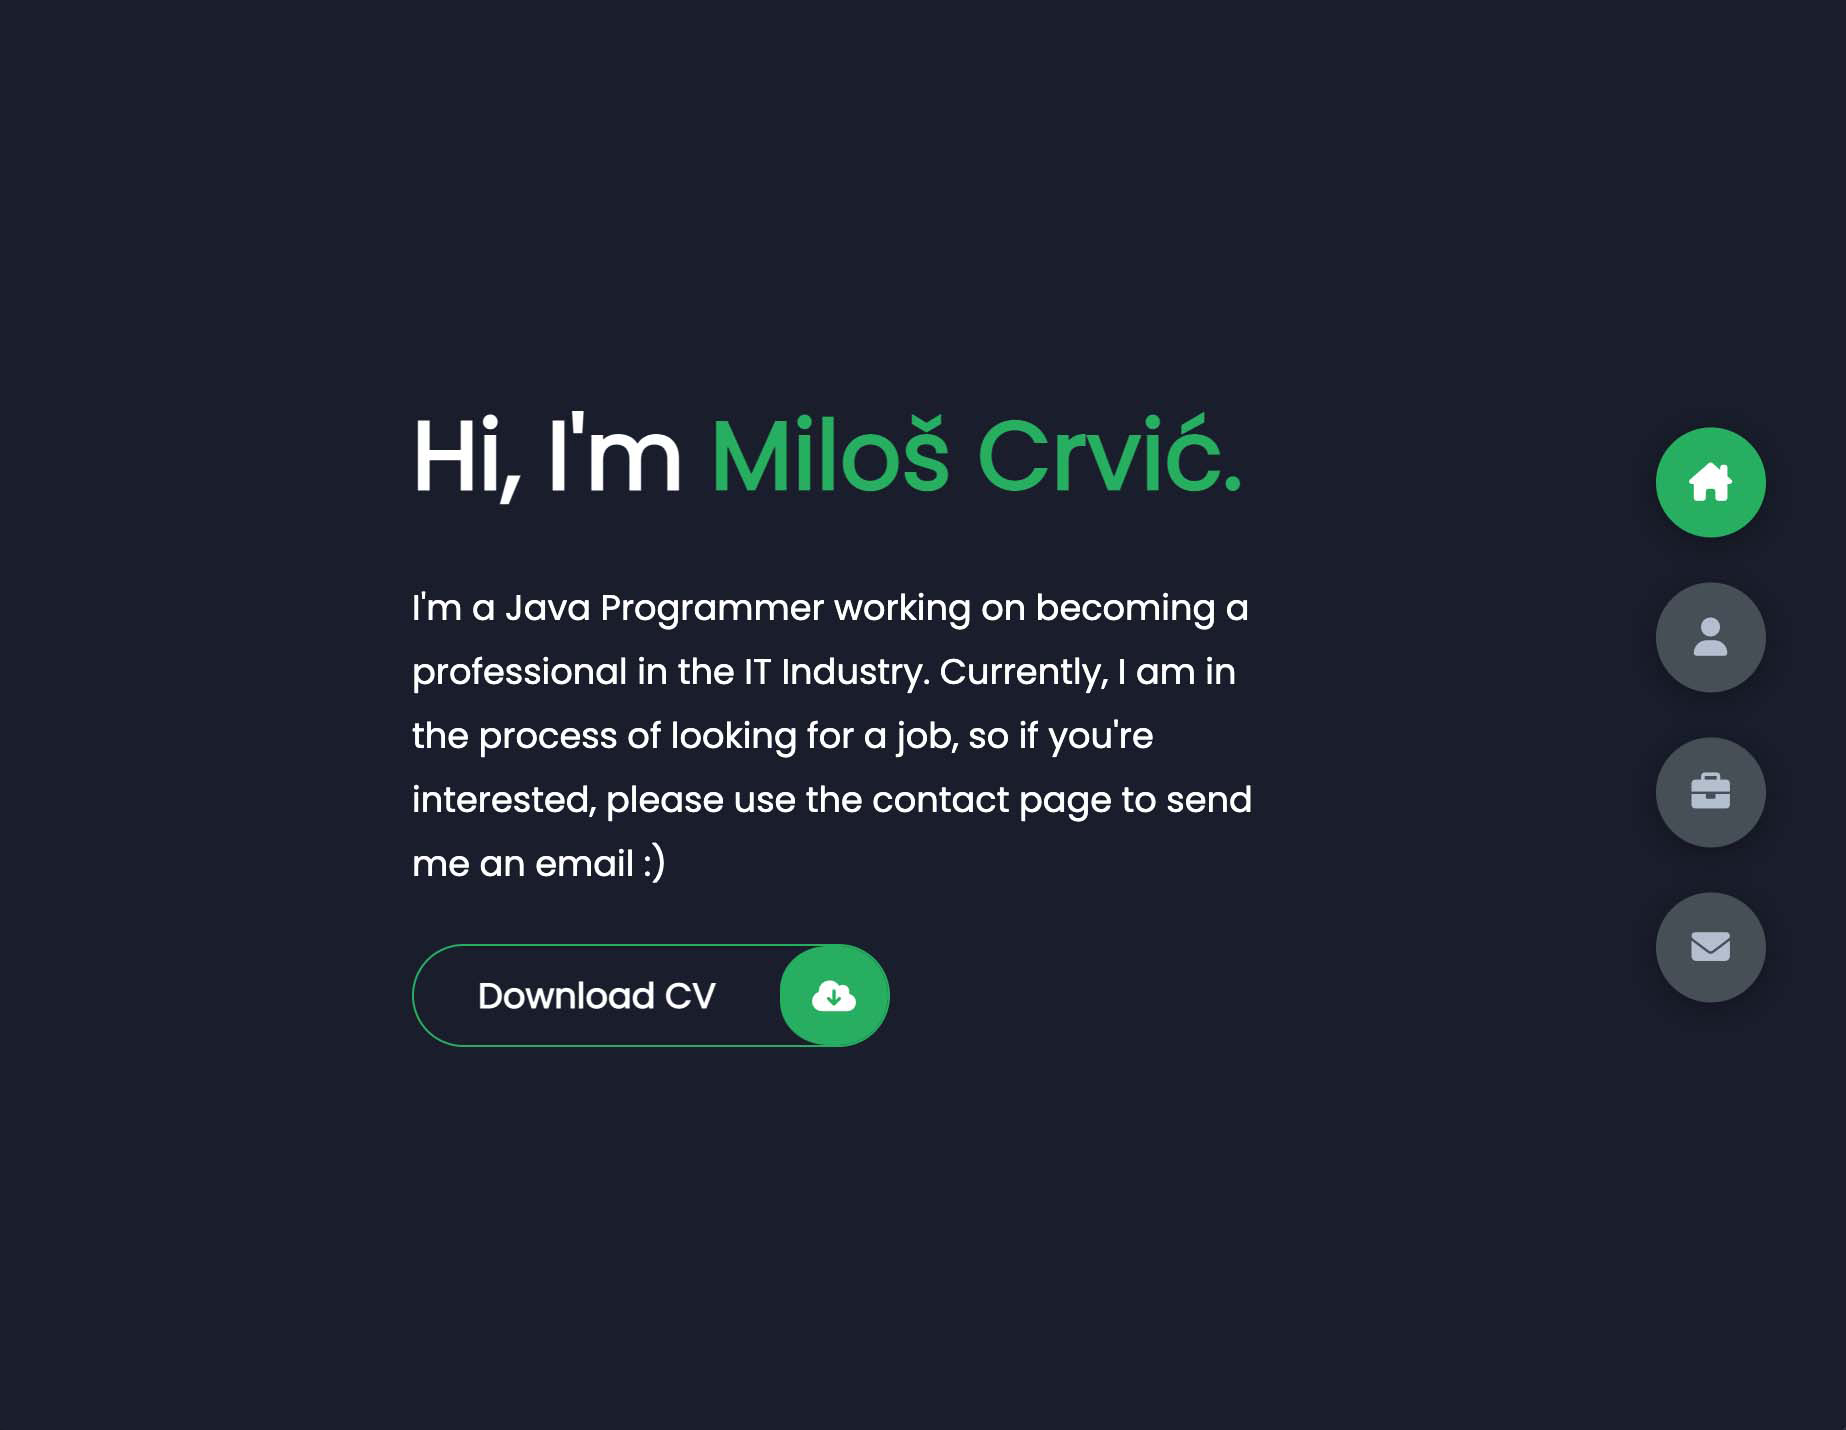 Hi, I'm Miloš Crvić.
I'm a Java Programmer working on becoming a
professional in the IT Industry. Currently, I am in
the process of looking for a job, so if you're
interested, please use the contact page to send
me an email :)
Download CV